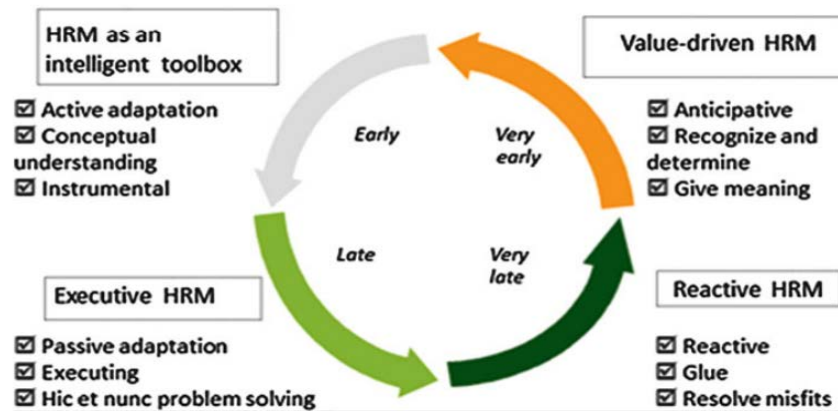 HRM as an
intelligent toolbox
☑ Active adaptation
☑ Conceptual
understanding
☑ Instrumental
Early
Very
early
Value-driven HRM
☑ Anticipative
☑ Recognize and
determine
☑ Give meaning
Late
Very
late
Executive HRM
☑ Passive adaptation
☑ Executing
☑ Hic et nunc problem solving
Reactive HRM
☑ Reactive
☑ Glue
☑ Resolve misfits